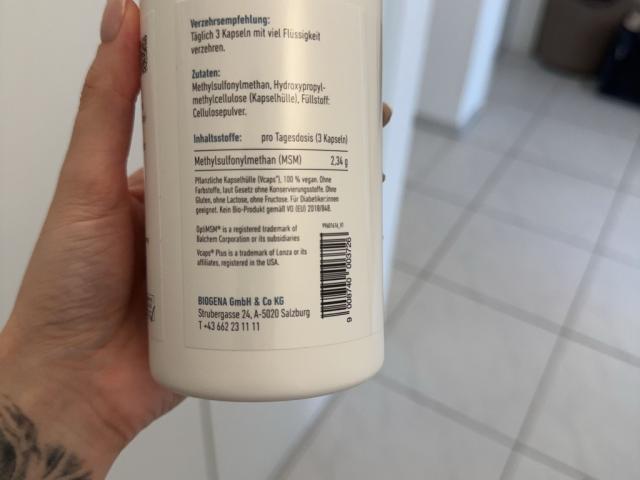 Verzehrsempfehlung:
Täglich 3 Kapseln mit viel Flüssigkeit
verzehren.
Zutaten:
Methylsulfonylmethan, Hydroxypropyl-
methylcellulose (Kapselhülle), Füllstoff:
Cellulosepulver.
Inhaltsstoffe: pro Tagesdosis (3 Kapseln)
Methylsulfonylmethan (MSM) 2,34 g
Pflanzliche Kapselhülle (Vcaps®), 100 % vegan. Ohne
Farbstoffe, laut Gesetz ohne Konservierungsstoffe. Ohne
Gluten, ohne Lactose, ohne Fructose. Für Diabetiker:innen
geeignet. Kein Bio-Produkt gemäß VO (EU) 2018/848.
OptiMSM® is a registered trademark of
Balchem Corporation or its subsidiaries
Vcaps® Plus is a trademark of Lonza or its
affiliates, registered in the USA.
BIOGENA GmbH & Co KG
Strubergasse 24, A-5020 Salzburg
T +43 662 23 11 11
9 008740 003720